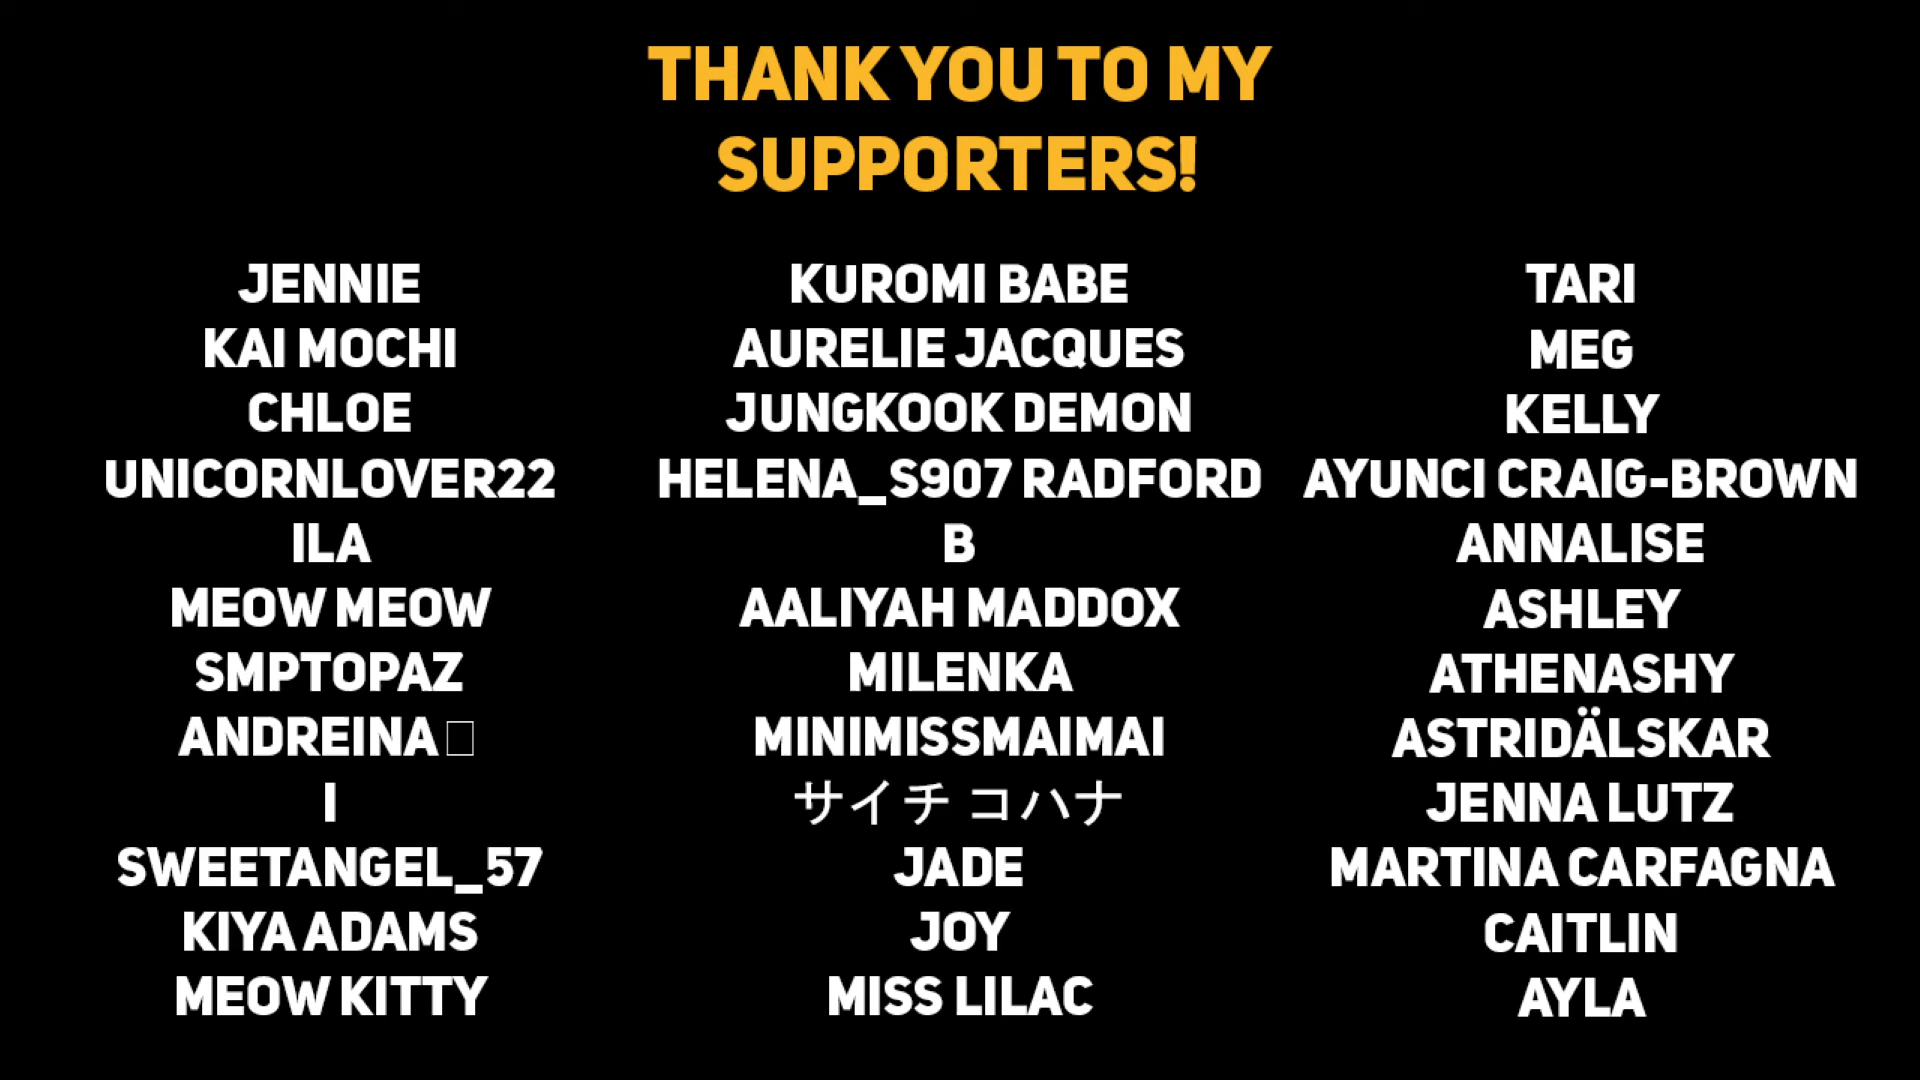 THANK YOU TO MY
SUPPORTERS!
JENNIE
KAI MOCHI
CHLOE
UNICORNLOVER22
ILA
MEOW MEOW
SMPTOPAZ
ANDREINA□
I
SWEETANGEL_57
KIYA ADAMS
MEOW KITTY
KUROMI BABE
AURELIE JACQUES
JUNGKOOK DEMON
HELENA_S907 RADFORD
B
AALIYAH MADDOX
MILENKA
MINIMISSMAIMAI
サイチ コハナ
JADE
JOY
MISS LILAC
TARI
MEG
KELLY
AYUNCI CRAIG-BROWN
ANNALISE
ASHLEY
ATHENASHY
ASTRIDÄLSKAR
JENNA LUTZ
MARTINA CARFAGNA
CAITLIN
AYLA